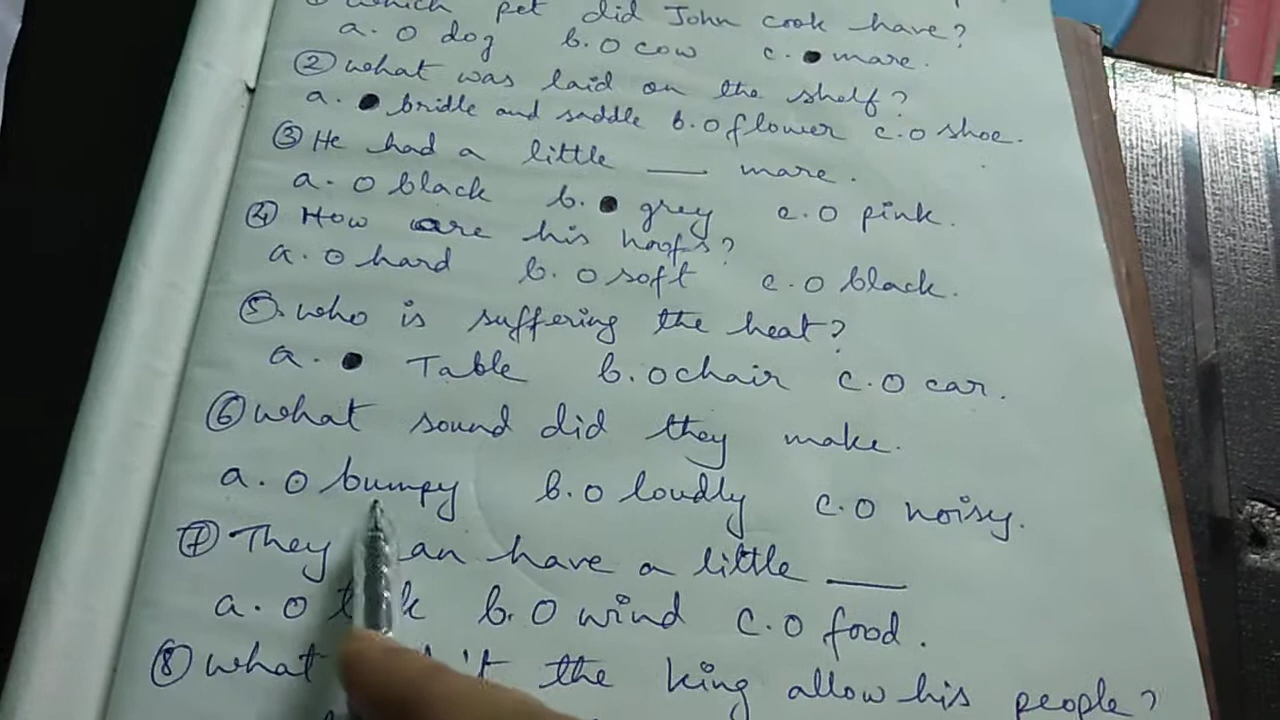 ① which pet did John cook have?
a. o dog b. o cow c. ● mare.
② what was laid on the shelf?
a. ● bridle and saddle b. o flower c. o shoe.
③ He had a little ___ mare.
a. o black b. ● grey c. o pink.
④ How are his hoofs?
a. o hard b. o soft c. o black.
⑤. who is suffering the heat?
a. ● Table b. o chair c. o car.
⑥ what sound did they make.
a. o bumpy b. o loudly c. o noisy.
⑦ They an have a little ___
a. o b. o wind c. o food.
⑧ what 't the king allow his people?